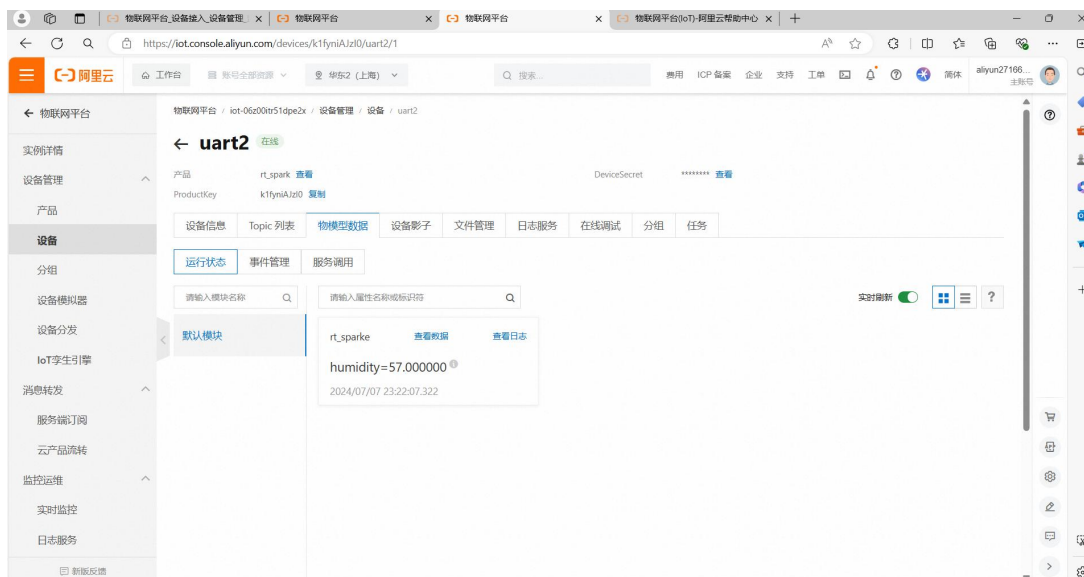 物联网平台_设备接入_设备管理_
物联网平台
物联网平台
物联网平台(IoT)-阿里云帮助中心
https://iot.console.aliyun.com/devices/k1fyniAJzI0/uart2/1
阿里云
工作台
账号全部资源
华东2（上海）
搜索...
费用
ICP 备案
企业
支持
工单
简体
aliyun27166...
主账号
物联网平台
物联网平台 / iot-06z00itr51dpe2x / 设备管理 / 设备 / uart2
uart2 在线
实例详情
产品 rt_spark 查看
DeviceSecret ******** 查看
设备管理
ProductKey k1fyniAJzI0 复制
产品
设备信息 Topic 列表 物模型数据 设备影子 文件管理 日志服务 在线调试 分组 任务
设备
运行状态 事件管理 服务调用
分组
设备模拟器
请输入模块名称
请输入属性名称或标识符
实时刷新
设备分发
默认模块
rt_sparke 查看数据 查看日志
IoT孪生引擎
humidity=57.000000
消息转发
2024/07/07 23:22:07.322
服务端订阅
云产品流转
监控运维
实时监控
日志服务
新版反馈